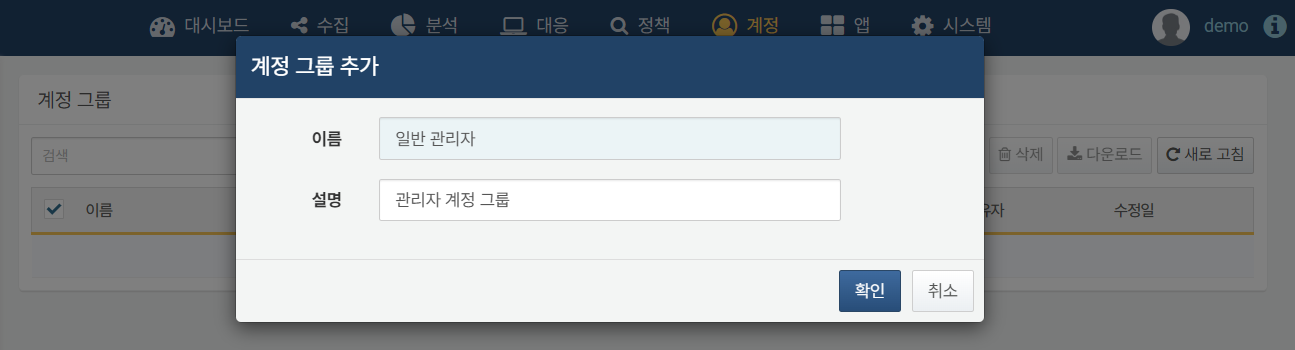 대시보드 수집 분석 대응 정책 계정 앱 시스템 demo
계정 그룹 추가
계정 그룹
이름 일반 관리자
검색 삭제 다운로드 새로 고침
설명 관리자 계정 그룹
이름 수정일
확인 취소